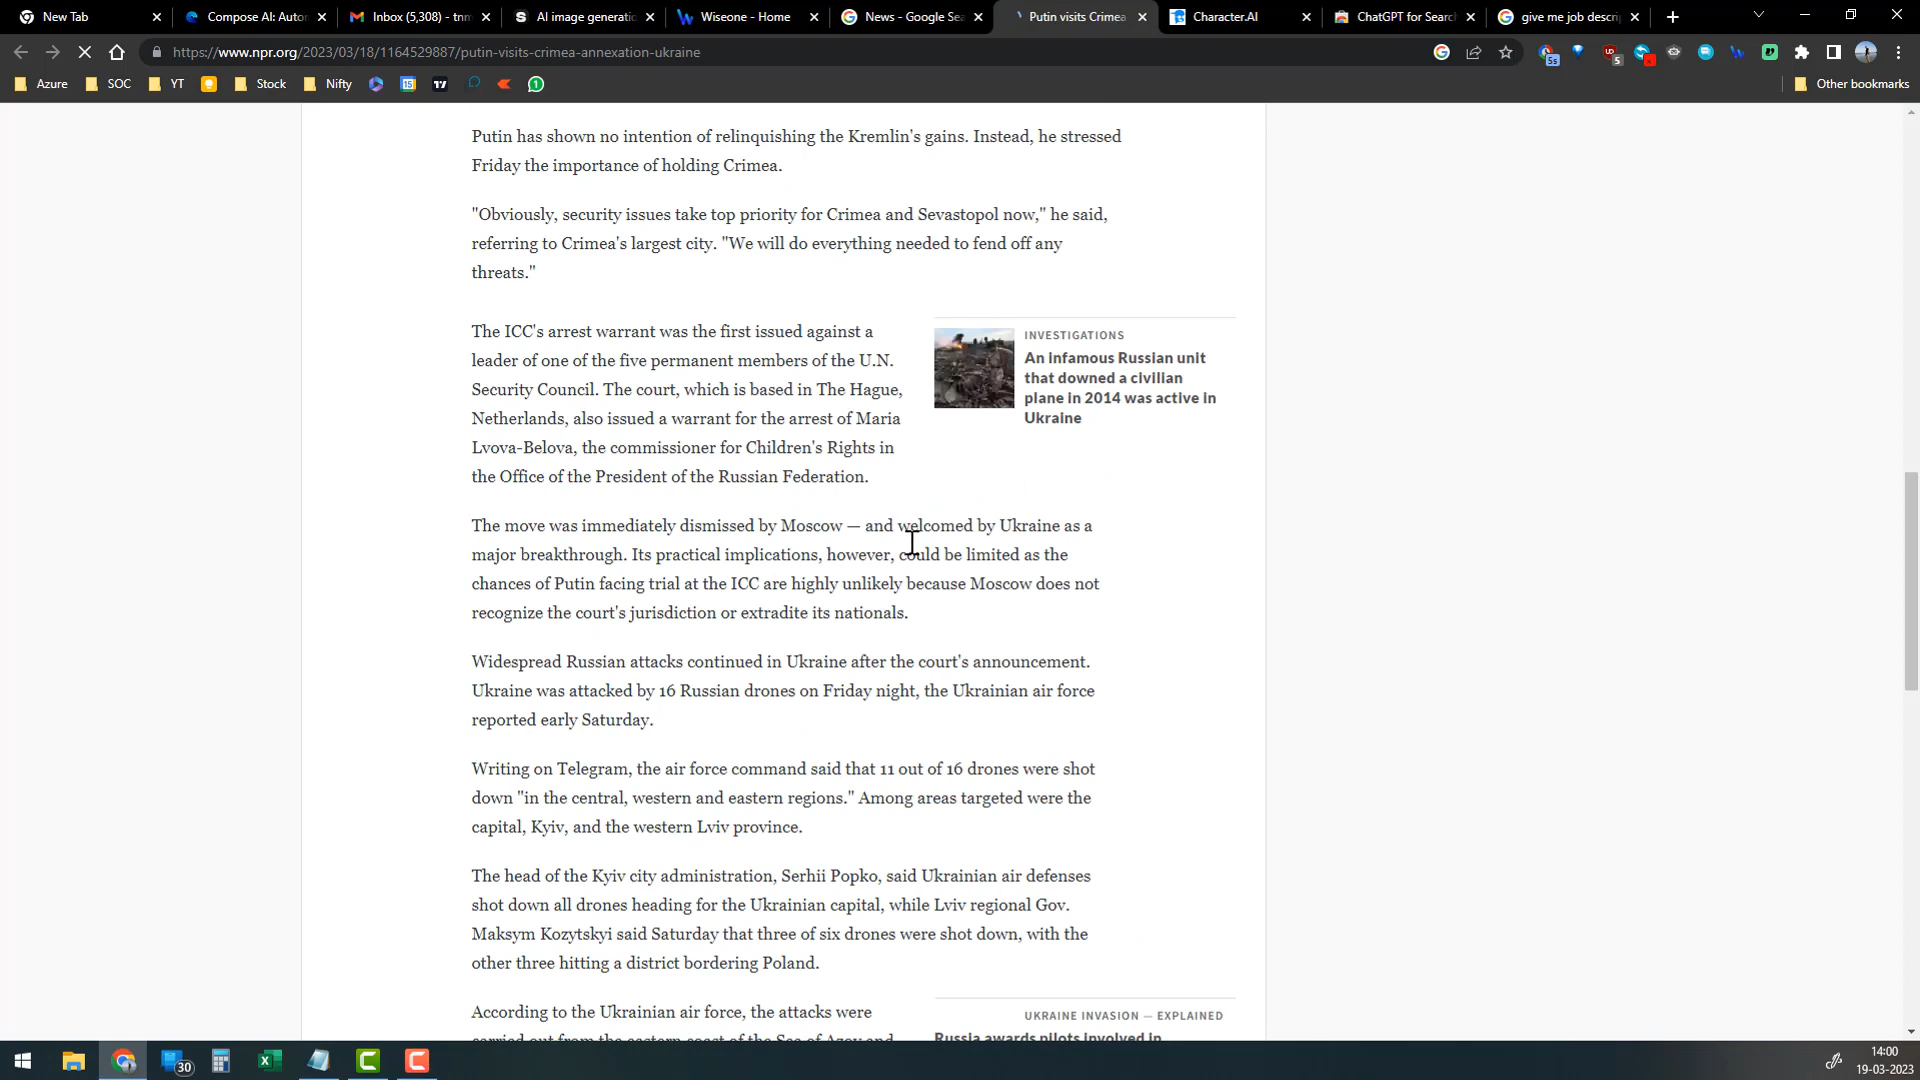 New Tab
Compose AI: Autor
Inbox (5,308) - tnm
AI image generatio
Wiseone - Home
News - Google Sea
Putin visits Crimea
Character.AI
ChatGPT for Search
give me job descri
https://www.npr.org/2023/03/18/1164529887/putin-visits-crimea-annexation-ukraine
5s
5
Azure
SOC
YT
Stock
Nifty
Other bookmarks
Putin has shown no intention of relinquishing the Kremlin's gains. Instead, he stressed
Friday the importance of holding Crimea.
"Obviously, security issues take top priority for Crimea and Sevastopol now," he said,
referring to Crimea's largest city. "We will do everything needed to fend off any
threats."
The ICC's arrest warrant was the first issued against a
leader of one of the five permanent members of the U.N.
Security Council. The court, which is based in The Hague,
Netherlands, also issued a warrant for the arrest of Maria
Lvova-Belova, the commissioner for Children's Rights in
the Office of the President of the Russian Federation.
INVESTIGATIONS
An infamous Russian unit
that downed a civilian
plane in 2014 was active in
Ukraine
The move was immediately dismissed by Moscow — and welcomed by Ukraine as a
major breakthrough. Its practical implications, however, could be limited as the
chances of Putin facing trial at the ICC are highly unlikely because Moscow does not
recognize the court's jurisdiction or extradite its nationals.
Widespread Russian attacks continued in Ukraine after the court's announcement.
Ukraine was attacked by 16 Russian drones on Friday night, the Ukrainian air force
reported early Saturday.
Writing on Telegram, the air force command said that 11 out of 16 drones were shot
down "in the central, western and eastern regions." Among areas targeted were the
capital, Kyiv, and the western Lviv province.
The head of the Kyiv city administration, Serhii Popko, said Ukrainian air defenses
shot down all drones heading for the Ukrainian capital, while Lviv regional Gov.
Maksym Kozytskyi said Saturday that three of six drones were shot down, with the
other three hitting a district bordering Poland.
According to the Ukrainian air force, the attacks were
carried out from the eastern coast of the Sea of Azov and
UKRAINE INVASION — EXPLAINED
Russia awards pilots involved in
30
14:00
19-03-2023